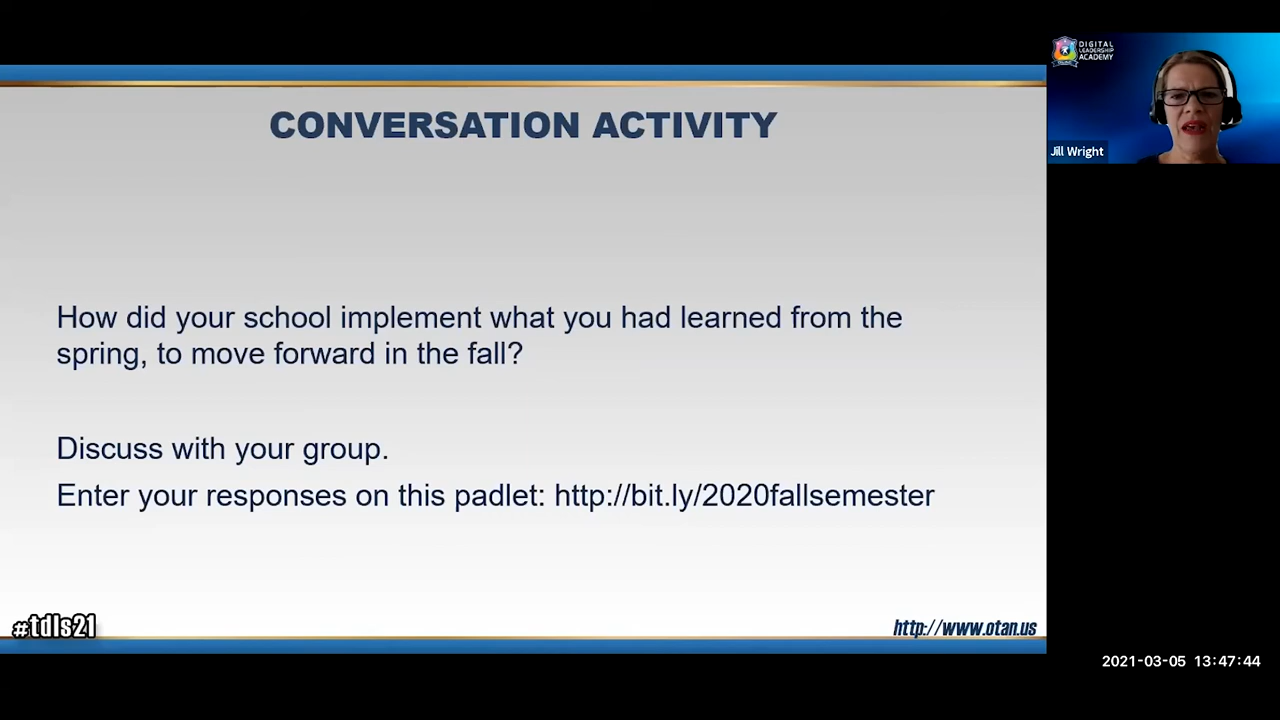 CONVERSATION ACTIVITY
How did your school implement what you had learned from the
spring, to move forward in the fall?
Discuss with your group.
Enter your responses on this padlet: http://bit.ly/2020fallsemester
#tdls21
http://www.otan.us
DIGITAL
LEADERSHIP
ACADEMY
Jill Wright
2021-03-05 13:47:44